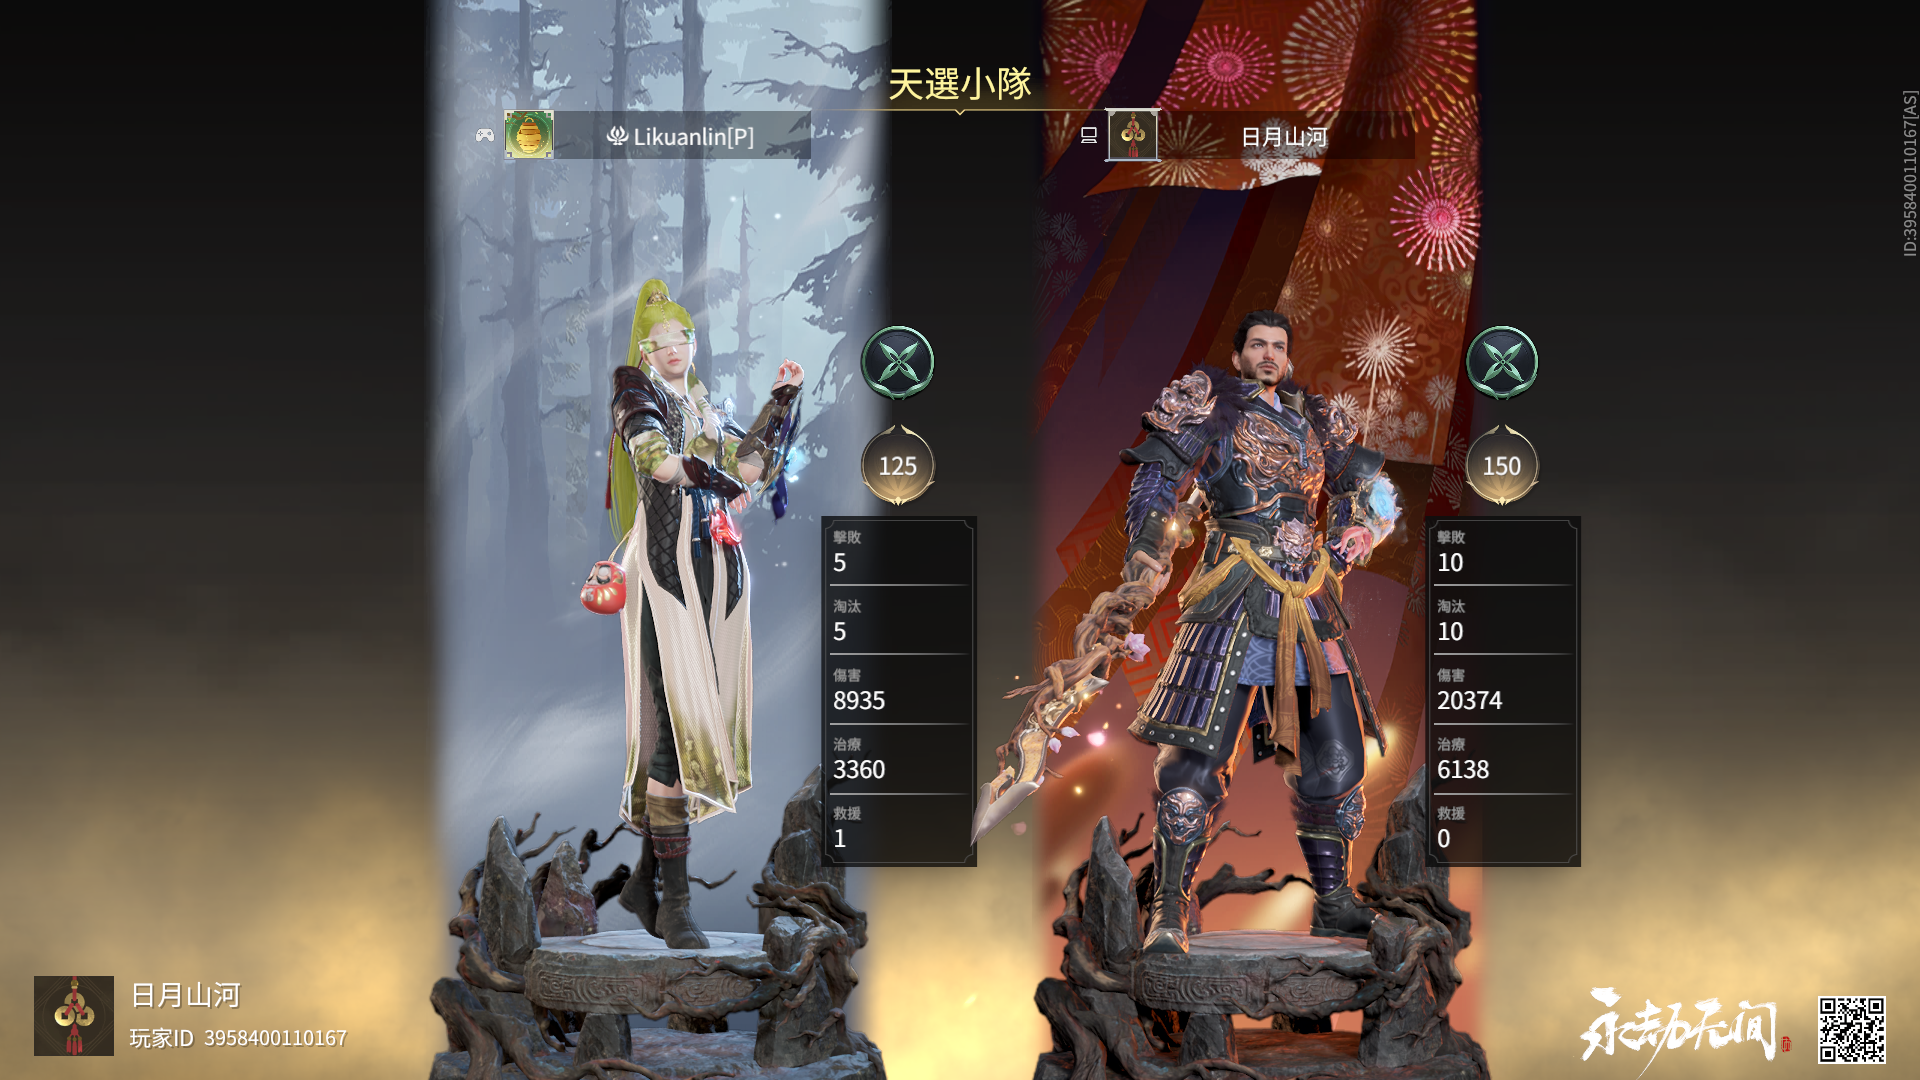 天選小隊
Likuanlin[P]
日月山河
125
擊敗
5
淘汰
5
傷害
8935
治療
3360
救援
1
150
擊敗
10
淘汰
10
傷害
20374
治療
6138
救援
0
ID:3958400110167[AS]
日月山河
玩家ID 3958400110167
永劫无间